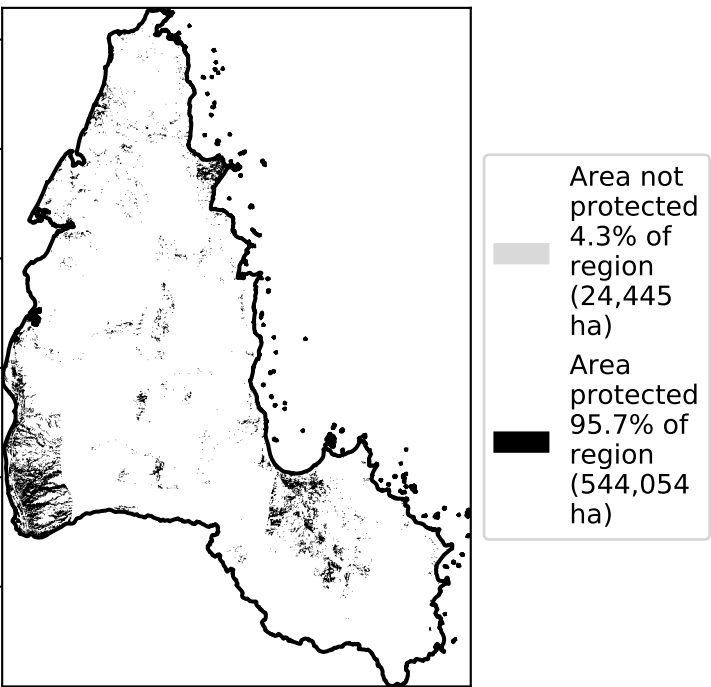 Area not
protected
4.3% of
region
(24,445
ha)
Area
protected
95.7% of
region
(544,054
ha)